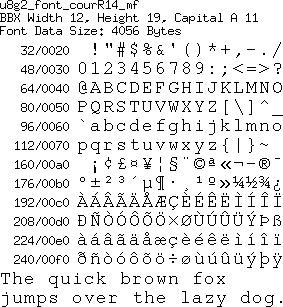 u8g2_font_courR14_mf
BBX Width 12, Height 19, Capital A 11
Font Data Size: 4056 Bytes
32/0020 ! " # $ % & ' ( ) * + , - . /
48/0030 0 1 2 3 4 5 6 7 8 9 : ; < = > ?
64/0040 @ A B C D E F G H I J K L M N O
80/0050 P Q R S T U V W X Y Z [ \ ] ^ _
96/0060 ` a b c d e f g h i j k l m n o
112/0070 p q r s t u v w x y z { | } ~
160/00a0 ¡ ¢ £ ¤ ¥ ¦ § ¨ © ª « ¬ - ® ¯
176/00b0 ° ± ² ³ ´ µ ¶ · ¸ ¹ º » ¼ ½ ¾ ¿
192/00c0 À Á Â Ã Ä Å Æ Ç È É Ê Ë Ì Í Î Ï
208/00d0 Ð Ñ Ò Ó Ô Õ Ö × Ø Ù Ú Û Ü Ý Þ ß
224/00e0 à á â ã ä å æ ç è é ê ë ì í î ï
240/00f0 ð ñ ò ó ô õ ö ÷ ø ù ú û ü ý þ ÿ
The quick brown fox
jumps over the lazy dog.